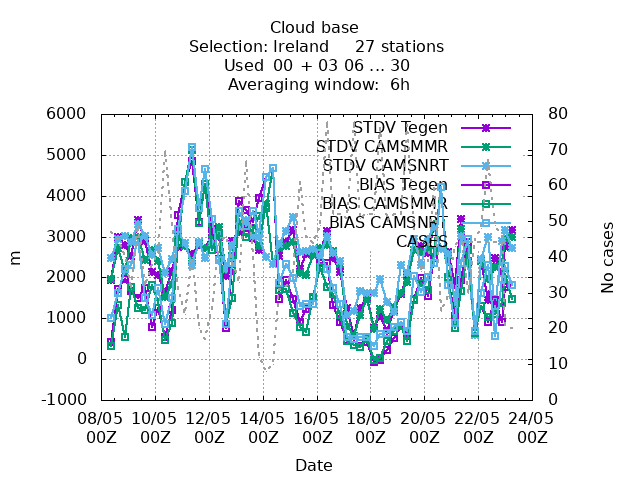 Cloud base
Selection: Ireland 27 stations
Used 00 + 03 06 ... 30
Averaging window: 6h
6000
5000
4000
3000
2000
1000
0
-1000
m
80
70
60
50
40
30
20
10
0
No cases
STDV Tegen
STDV CAMSMMR
STDV CAMSNRT
BIAS Tegen
BIAS CAMSMMR
BIAS CAMSNRT
CASES
08/05 10/05 12/05 14/05 16/05 18/05 20/05 22/05 24/05
00Z 00Z 00Z 00Z 00Z 00Z 00Z 00Z 00Z
Date